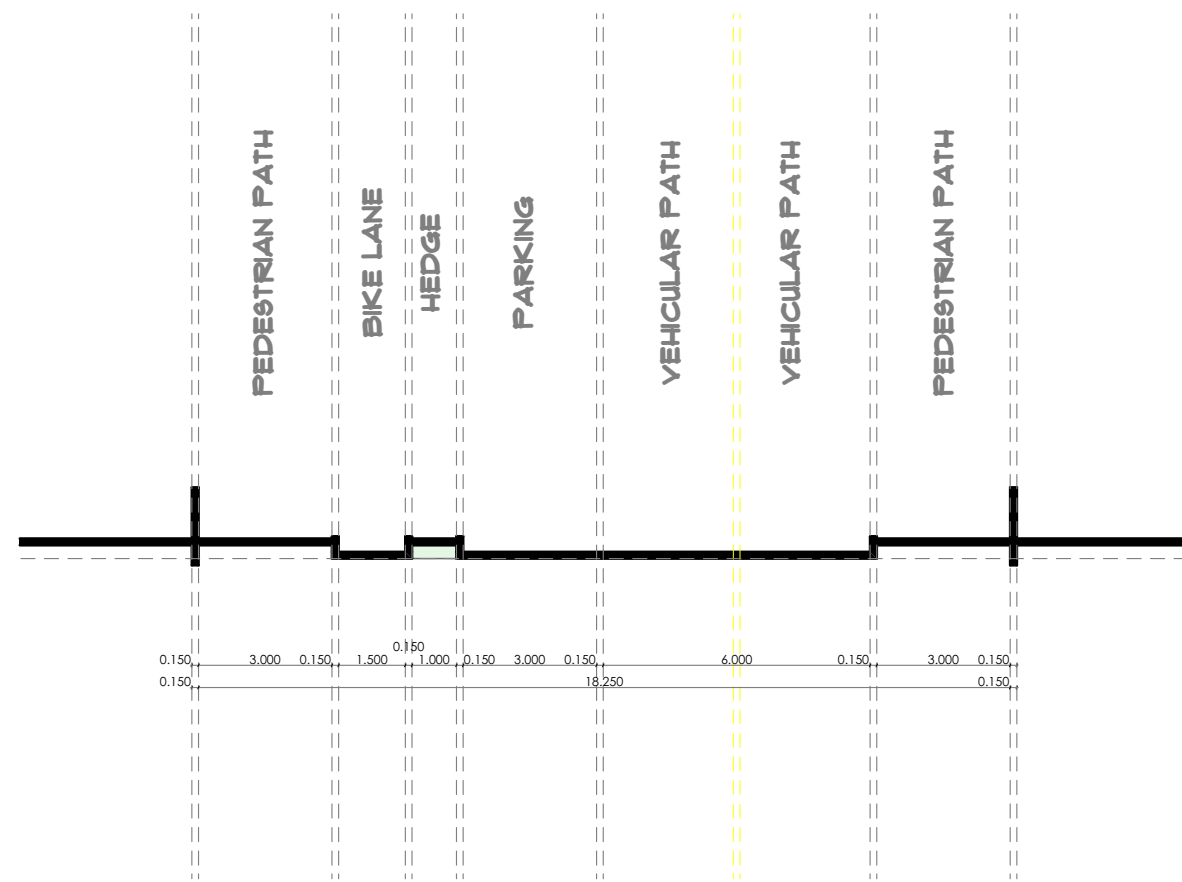 PEDESTRIAN PATH
BIKE LANE
HEDGE
PARKING
VEHICULAR PATH
VEHICULAR PATH
PEDESTRIAN PATH
0.150
0.150 3.000 0.150 1.500 1.000 0.150 3.000 0.150 6.000 0.150 3.000 0.150
0.150 18.250 0.150